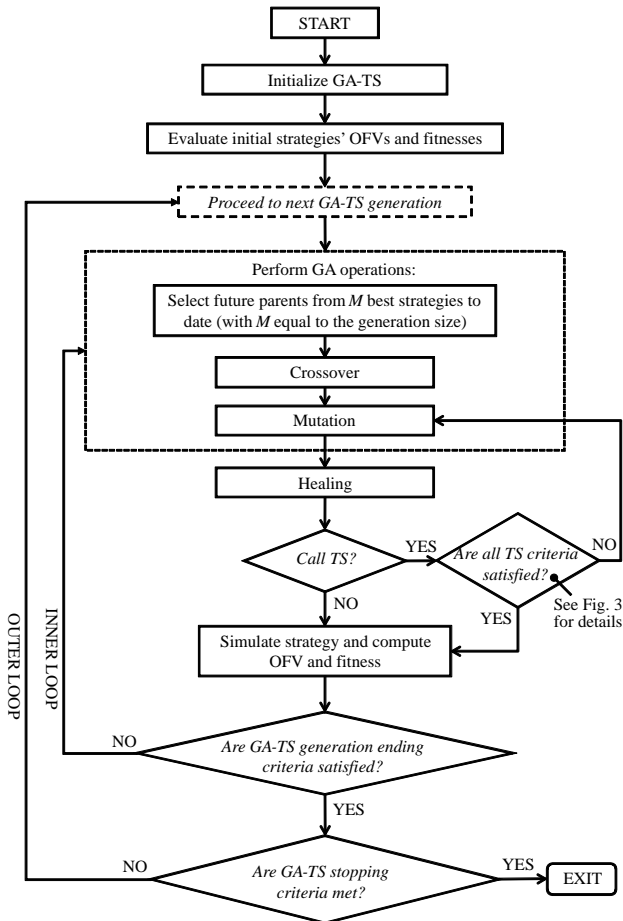 START
Initialize GA-TS
Evaluate initial strategies' OFVs and fitnesses
Proceed to next GA-TS generation
Perform GA operations:
Select future parents from M best strategies to
date (with M equal to the generation size)
Crossover
Mutation
Healing
Call TS?
YES
Are all TS criteria
satisfied?
NO
See Fig. 3
for details
NO
YES
Simulate strategy and compute
OFV and fitness
OUTER LOOP
INNER LOOP
NO
Are GA-TS generation ending
criteria satisfied?
YES
NO
Are GA-TS stopping
criteria met?
YES
EXIT